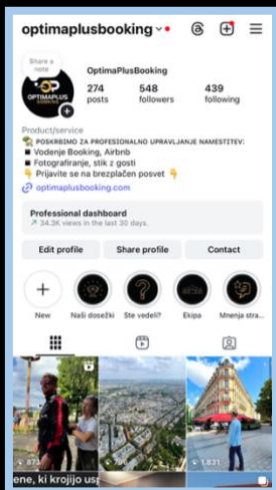 optimaplusbooking
Share a note
OPTIMAPLUS
BOOKING
OptimaPlusBooking
274
posts
548
followers
439
following
Product/service
POSKRBIMO ZA PROFESIONALNO UPRAVLJANJE NAMESTITEV:
Vodenje Booking, Airbnb
Fotografiranje, stik z gosti
Prijavite se na brezplačen posvet
optimaplusbooking.com
Professional dashboard
34.3K views in the last 30 days.
Edit profile
Share profile
Contact
New
Naši dosežki
Ste vedeli?
Ekipa
Mnenja stra...
873
1,831
ene, ki krojijo usp